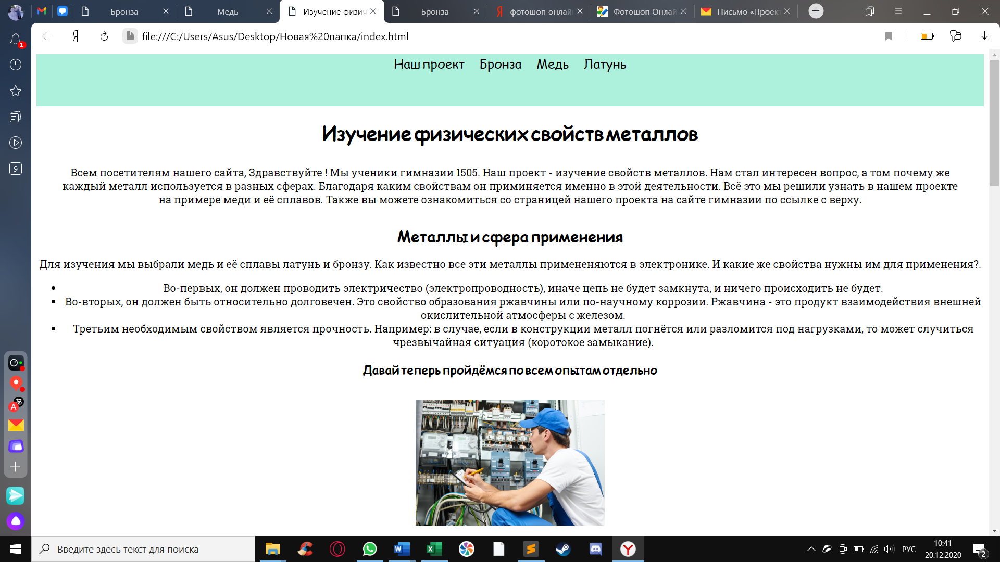 Бронза
Медь
Изучение физич
Бронза
фотошоп онлай
Фотошоп Онлай
Письмо «Проек
1
file:///C:/Users/Asus/Desktop/Новая%20папка/index.html
9
Наш проект Бронза Медь Латунь
Изучение физических свойств металлов
Всем посетителям нашего сайта, Здравствуйте ! Мы ученики гимназии 1505. Наш проект - изучение свойств металлов. Нам стал интересен вопрос, а том почему же
каждый металл используется в разных сферах. Благодаря каким свойствам он приминяется именно в этой деятельности. Всё это мы решили узнать в нашем проекте
на примере меди и её сплавов. Также вы можете ознакомиться со страницей нашего проекта на сайте гимназии по ссылке с верху.
Металлы и сфера применения
Для изучения мы выбрали медь и её сплавы латунь и бронзу. Как известно все эти металлы примененяются в электронике. И какие же свойства нужны им для применения?.
Во-первых, он должен проводить электричество (электропроводность), иначе цепь не будет замкнута, и ничего происходить не будет.
Во-вторых, он должен быть относительно долговечен. Это свойство образования ржавчины или по-научному коррозии. Ржавчина - это продукт взаимодействия внешней
окислительной атмосферы с железом.
Третьим необходимым свойством является прочность. Например: в случае, если в конструкции металл погнётся или разломится под нагрузками, то может случиться
чрезвычайная ситуация (коротокое замыкание).
Давай теперь пройдёмся по всем опытам отдельно
Введите здесь текст для поиска
РУС
10:41
20.12.2020
2